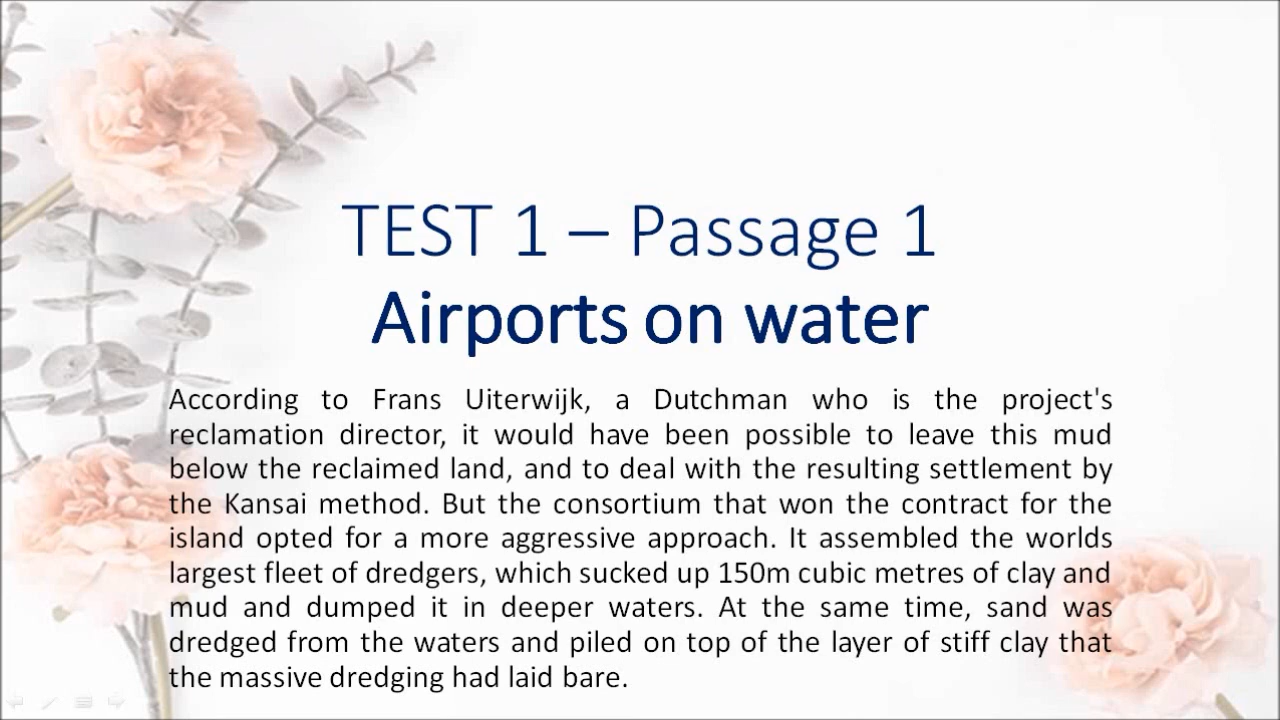 TEST 1 – Passage 1
Airports on water
According to Frans Uiterwijk, a Dutchman who is the project's
reclamation director, it would have been possible to leave this mud
below the reclaimed land, and to deal with the resulting settlement by
the Kansai method. But the consortium that won the contract for the
island opted for a more aggressive approach. It assembled the worlds
largest fleet of dredgers, which sucked up 150m cubic metres of clay and
mud and dumped it in deeper waters. At the same time, sand was
dredged from the waters and piled on top of the layer of stiff clay that
the massive dredging had laid bare.